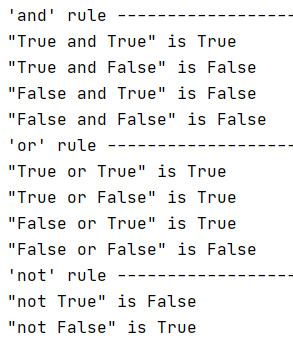 'and' rule ------------------
"True and True" is True
"True and False" is False
"False and True" is False
"False and False" is False
'or' rule -------------------
"True or True" is True
"True or False" is True
"False or True" is True
"False or False" is False
'not' rule ------------------
"not True" is False
"not False" is True